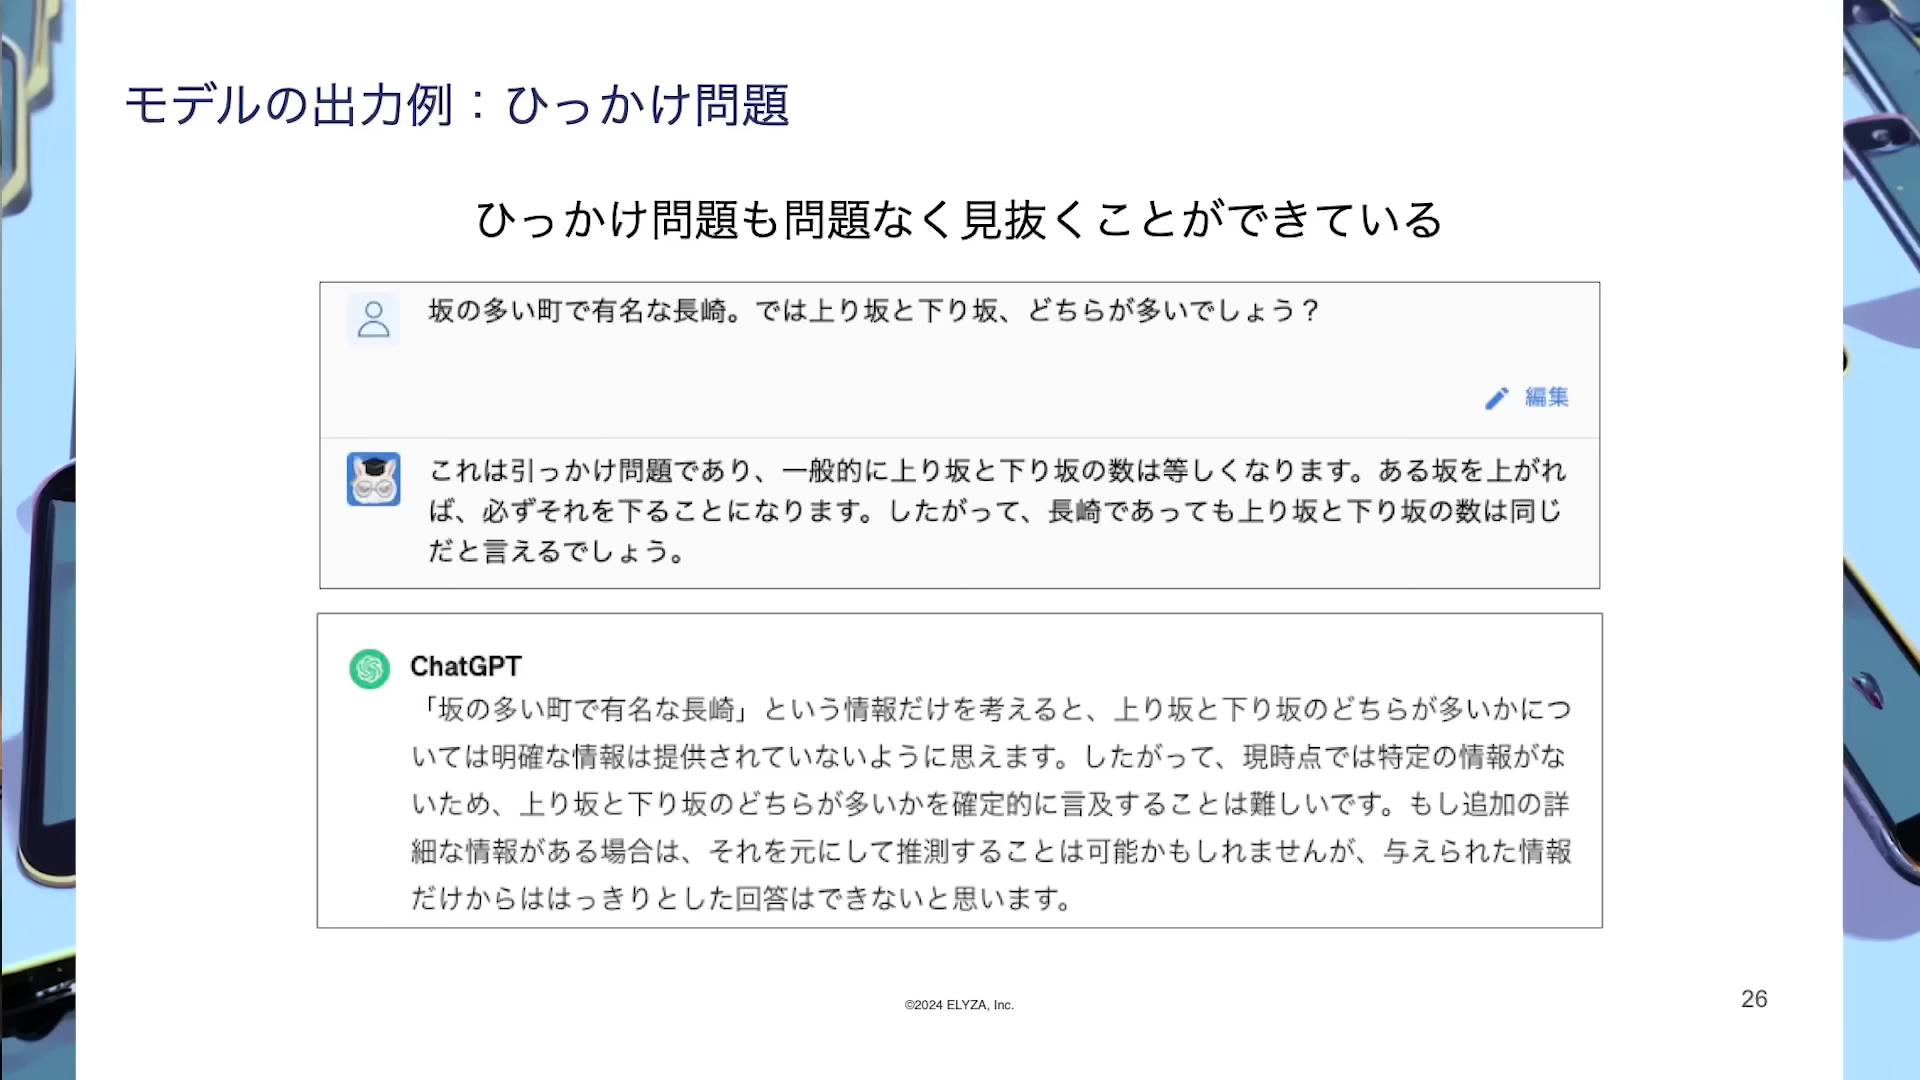 モデルの出力例：ひっかけ問題
ひっかけ問題も問題なく見抜くことができている
坂の多い町で有名な長崎。では上り坂と下り坂、どちらが多いでしょう？
編集
これは引っかけ問題であり、一般的に上り坂と下り坂の数は等しくなります。ある坂を上がれ
ば、必ずそれを下ることになります。したがって、長崎であっても上り坂と下り坂の数は同じ
だと言えるでしょう。
ChatGPT
「坂の多い町で有名な長崎」という情報だけを考えると、上り坂と下り坂のどちらが多いかにつ
いては明確な情報は提供されていないように思えます。したがって、現時点では特定の情報がな
いため、上り坂と下り坂のどちらが多いかを確定的に言及することは難しいです。もし追加の詳
細な情報がある場合は、それを元にして推測することは可能かもしれませんが、与えられた情報
だけからははっきりとした回答はできないと思います。
©2024 ELYZA, Inc.
26